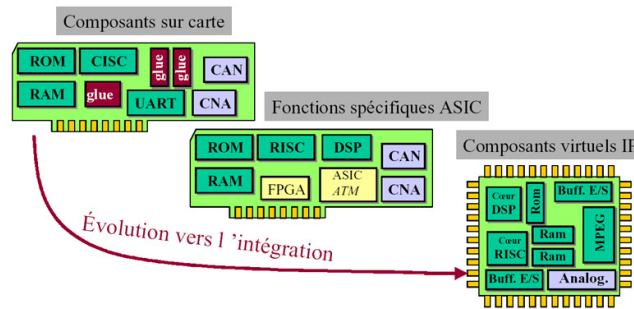 Composants sur carte
ROM CISC glue glue CAN
RAM glue UART CNA
Fonctions spécifiques ASIC
ROM RISC DSP CAN
RAM FPGA ASIC ATM CNA
Composants virtuels IP
Cœur DSP Rom Buff. E/S
Ram MPEG
Cœur RISC Ram
Buff. E/S Analog.
Évolution vers l ’intégration